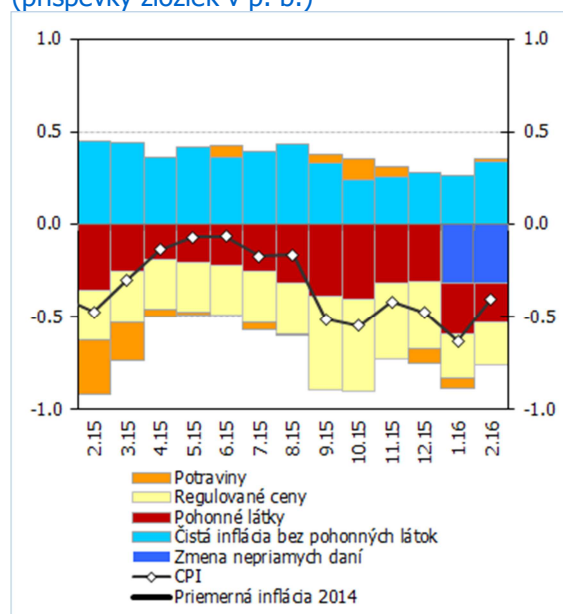 (príspevky zložiek v p. b.)
1.0 1.0
0.5 0.5
0.0 0.0
-0.5 -0.5
-1.0 -1.0
2.15 3.15 4.15 5.15 6.15 7.15 8.15 9.15 10.15 11.15 12.15 1.16 2.16
Potraviny
Regulované ceny
Pohonné látky
Čistá inflácia bez pohonných látok
Zmena nepriamych daní
CPI
Priemerná inflácia 2014